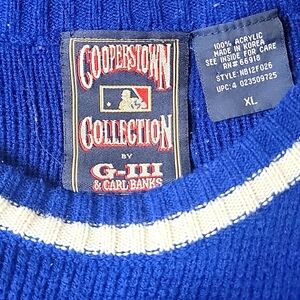 COOPERSTOWN
COLLECTION
BY
G-III
& CARL BANKS
100% ACRYLIC
MADE IN KOREA
SEE INSIDE FOR CARE
RN# 66918
STYLE: NB12F026
UPC: 4 023509725
XL